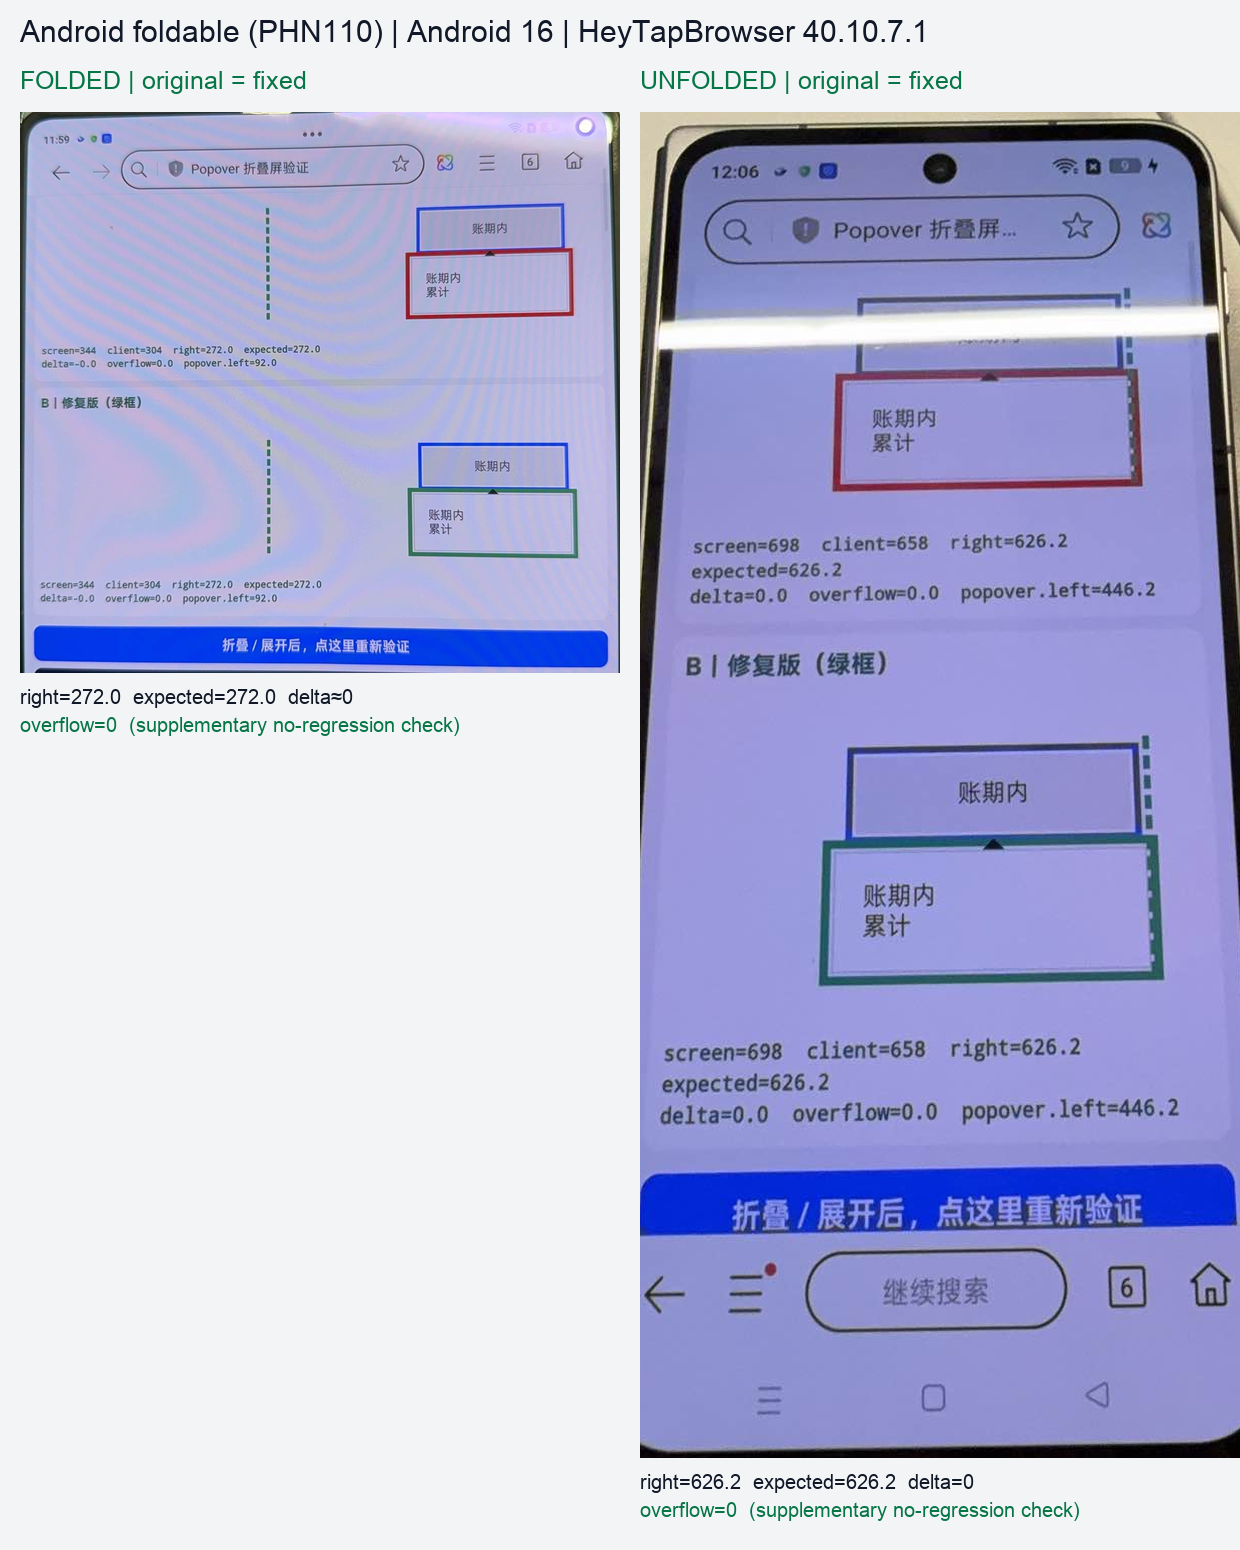 Android foldable (PHN110) | Android 16 | HeyTapBrowser 40.10.7.1
FOLDED | original = fixed
11:59
Popover 折叠屏验证
6
账期内
账期内
累计
screen=344 client=304 right=272.0 expected=272.0
delta=-0.0 overflow=0.0 popover.left=92.0
B | 修复版（绿框）
账期内
账期内
累计
screen=344 client=304 right=272.0 expected=272.0
delta=-0.0 overflow=0.0 popover.left=92.0
折叠 / 展开后，点这里重新验证
right=272.0 expected=272.0 delta≈0
overflow=0 (supplementary no-regression check)
UNFOLDED | original = fixed
12:06
9
Popover 折叠屏...
账期内
累计
screen=698 client=658 right=626.2
expected=626.2
delta=0.0 overflow=0.0 popover.left=446.2
B | 修复版（绿框）
账期内
账期内
累计
screen=698 client=658 right=626.2
expected=626.2
delta=0.0 overflow=0.0 popover.left=446.2
折叠 / 展开后，点这里重新验证
继续搜索
6
right=626.2 expected=626.2 delta=0
overflow=0 (supplementary no-regression check)